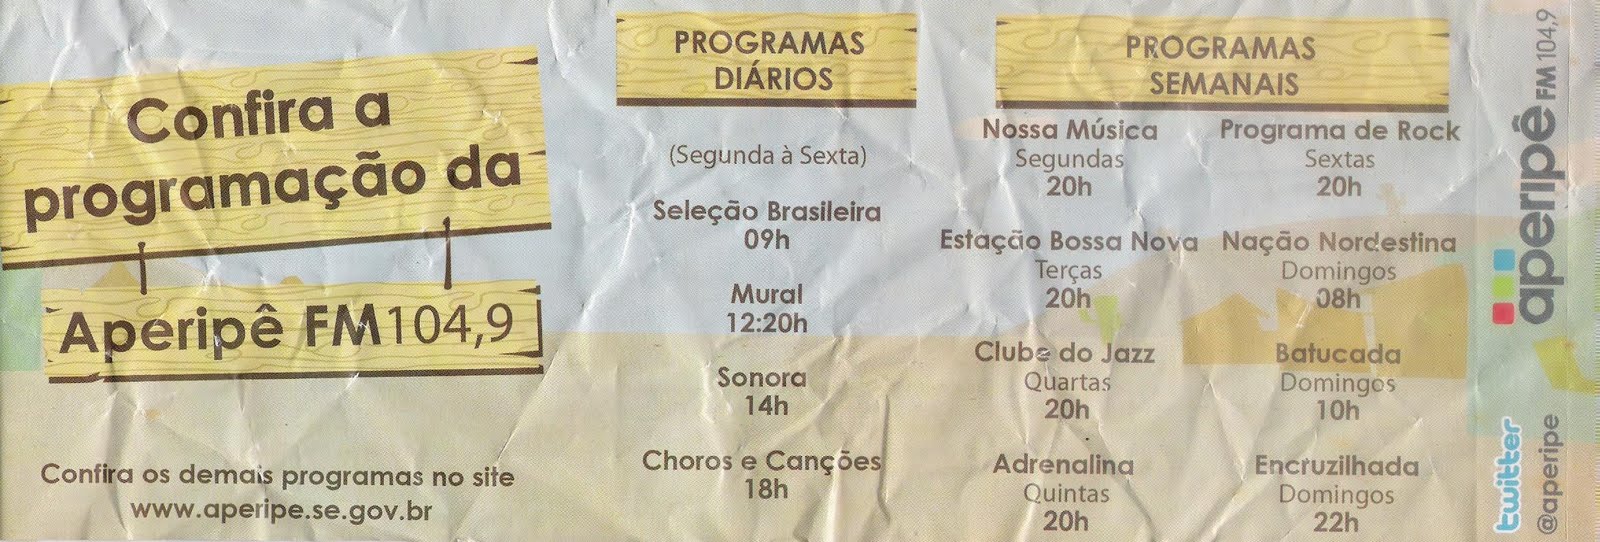 Confira a
programação da
Aperipê FM 104,9
Confira os demais programas no site
www.aperipe.se.gov.br
PROGRAMAS
DIÁRIOS
(Segunda à Sexta)
Seleção Brasileira
09h
Mural
12:20h
Sonora
14h
Choros e Canções
18h
PROGRAMAS
SEMANAIS
Nossa Música
Segundas
20h
Estação Bossa Nova
Terças
20h
Clube do Jazz
Quartas
20h
Adrenalina
Quintas
20h
Programa de Rock
Sextas
20h
Nação Nordestina
Domingos
08h
Batucada
Domingos
10h
Encruzilhada
Domingos
22h
aperipê
FM 104,9
twitter
@aperipe